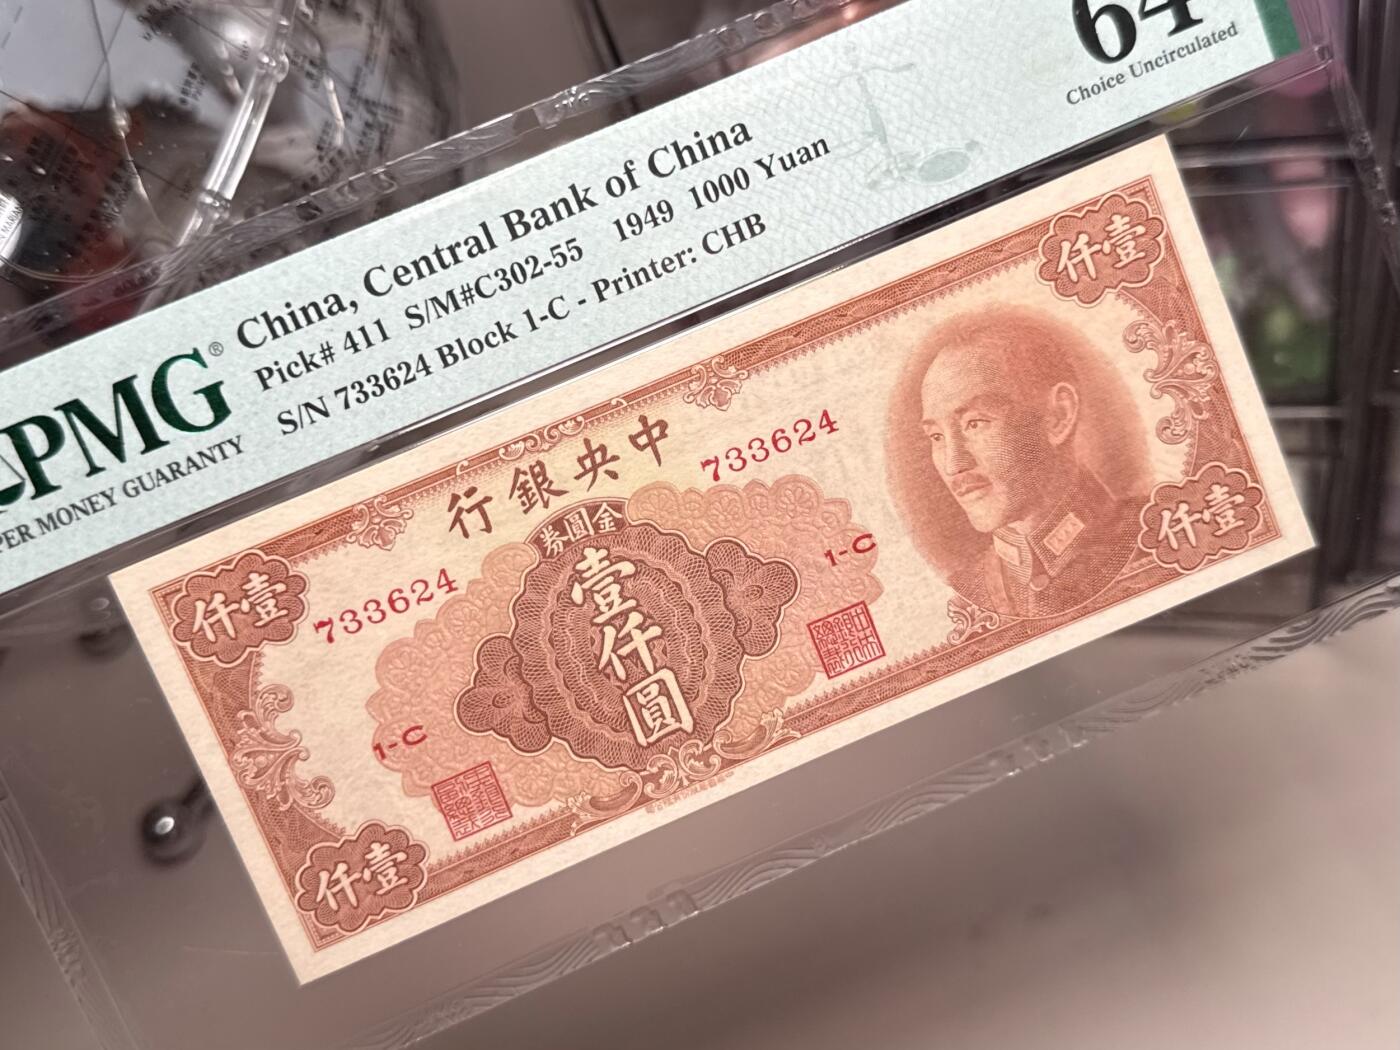 64
Choice Uncirculated
China, Central Bank of China
Pick# 411 S/M#C302-55 1949 1000 Yuan
S/N 733624 Block 1-C - Printer: CHB
PMG®
PER MONEY GUARANTY
仟壹
仟壹
行銀央中
733624
733624
券圓金
壹仟圓
1-C
1-C
仟壹
仟壹